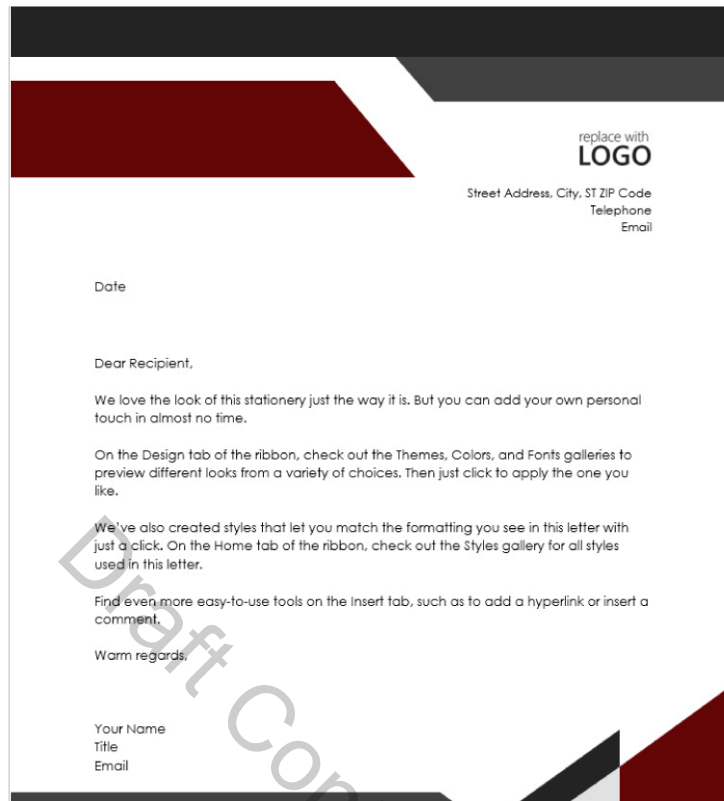 replace with
LOGO
Street Address, City, ST ZIP Code
Telephone
Email
Date
Dear Recipient,
We love the look of this stationery just the way it is. But you can add your own personal
touch in almost no time.
On the Design tab of the ribbon, check out the Themes, Colors, and Fonts galleries to
preview different looks from a variety of choices. Then just click to apply the one you
like.
We've also created styles that let you match the formatting you see in this letter with
just a click. On the Home tab of the ribbon, check out the Styles gallery for all styles
used in this letter.
Find even more easy-to-use tools on the Insert tab, such as to add a hyperlink or insert a
comment.
Warm regards,
Your Name
Title
Email
Draft